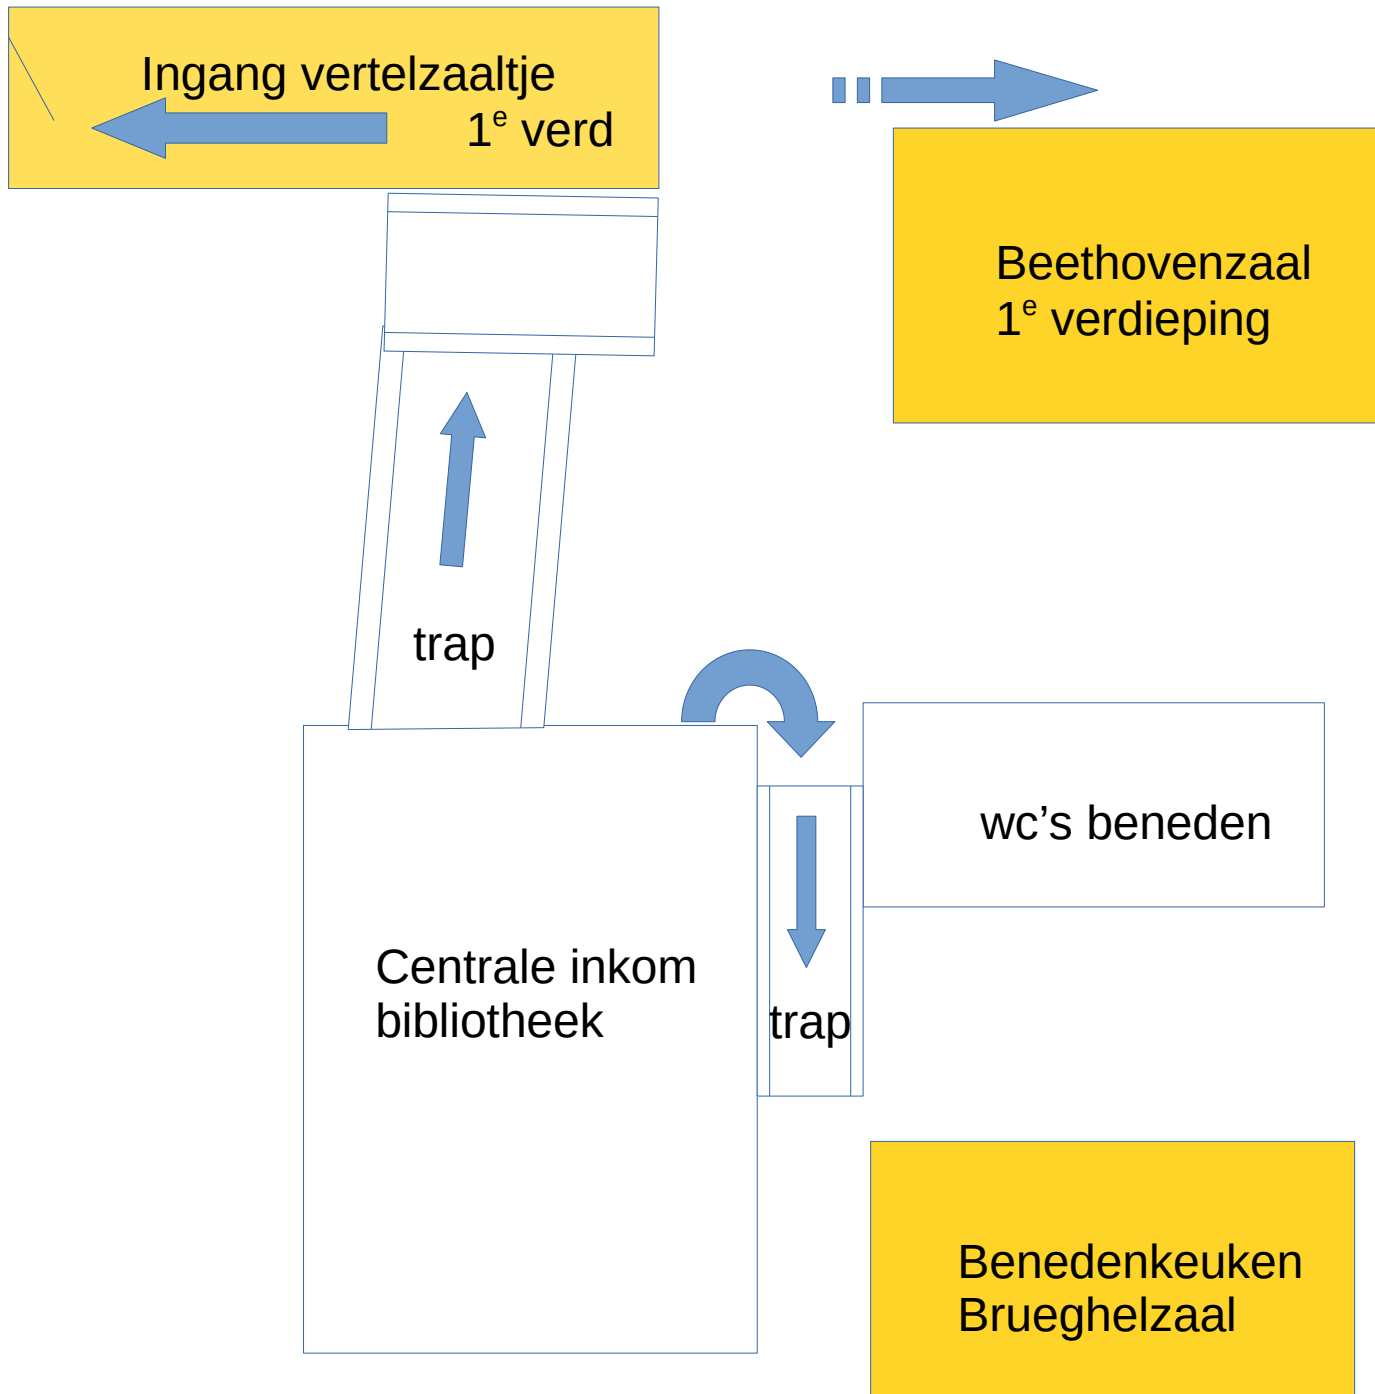 Ingang vertelzaaltje
1e verd
Beethovenzaal
1e verdieping
trap
wc’s beneden
Centrale inkom
bibliotheek
trap
Benedenkeuken
Brueghelzaal